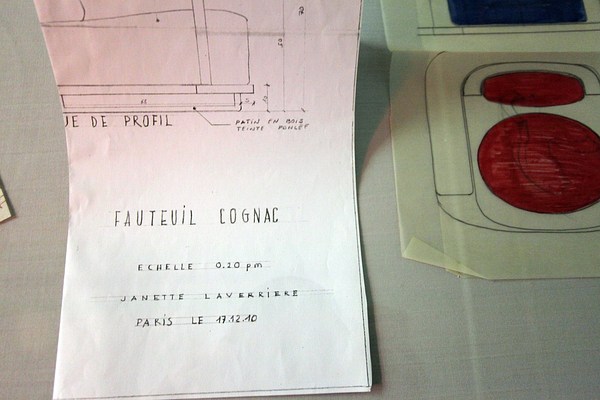 UE DE PROFIL
PATIN EN BOIS
TEINTE FONCEE
FAUTEUIL COGNAC
ECHELLE 0.20 pm
JANETTE LAVERRIERE
PARIS LE 17.12.10